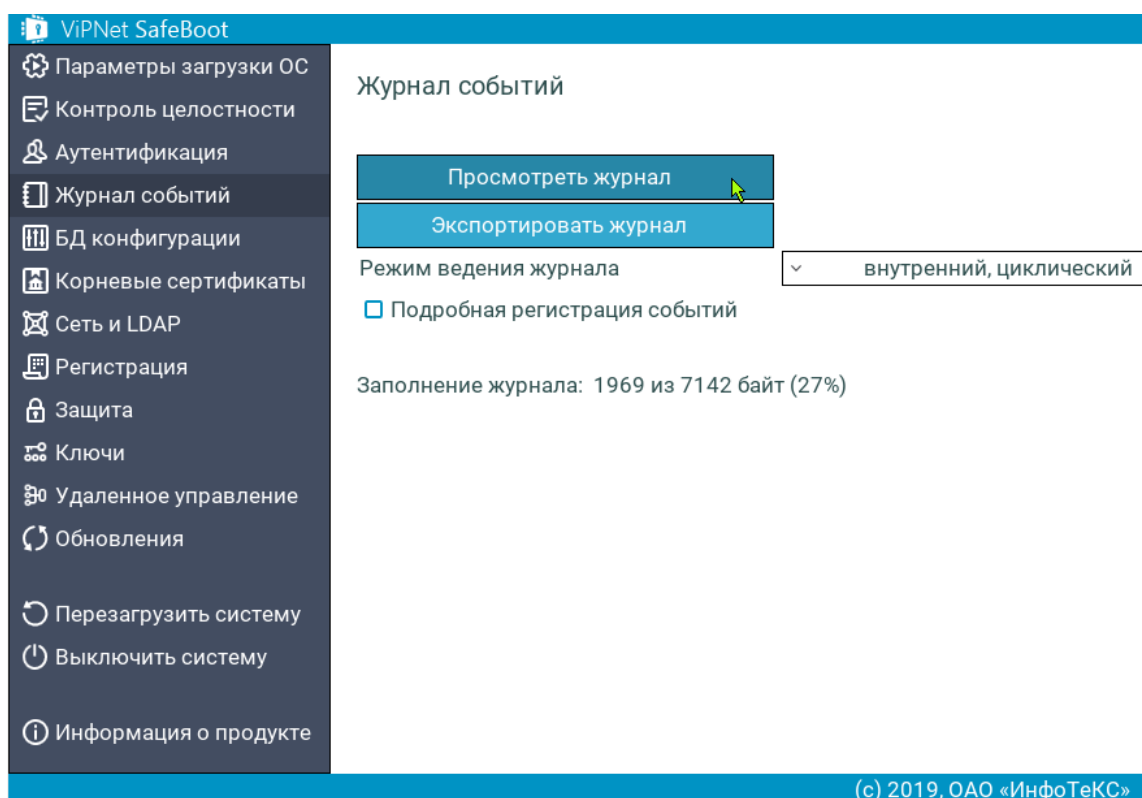 ViPNet SafeBoot
Параметры загрузки ОС
Контроль целостности
Аутентификация
Журнал событий
БД конфигурации
Корневые сертификаты
Сеть и LDAP
Регистрация
Защита
Ключи
Удаленное управление
Обновления
Перезагрузить систему
Выключить систему
Информация о продукте
Журнал событий
Просмотреть журнал
Экспортировать журнал
Режим ведения журнала
внутренний, циклический
Подробная регистрация событий
Заполнение журнала: 1969 из 7142 байт (27%)
(c) 2019, ОАО «ИнфоТеКС»